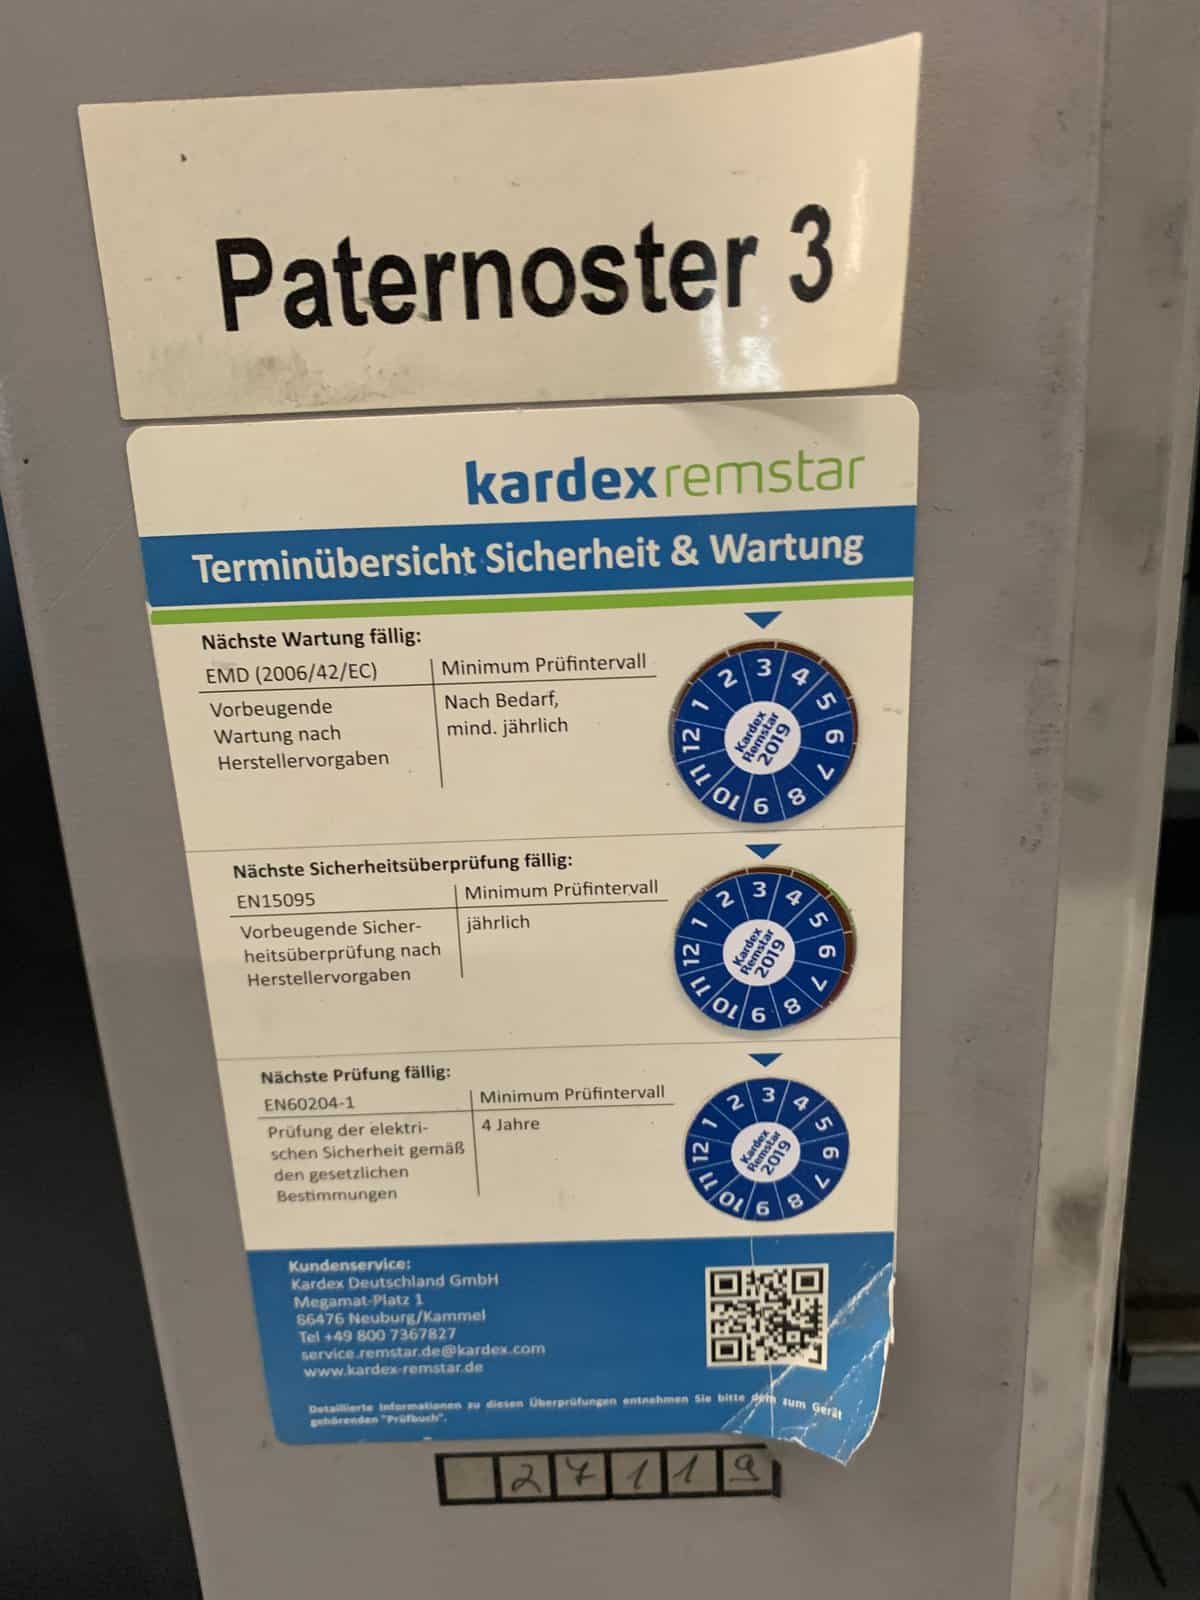 Paternoster 3
kardex remstar
Terminübersicht Sicherheit & Wartung
Nächste Wartung fällig:
EMD (2006/42/EC)
Minimum Prüfintervall
Vorbeugende
Wartung nach
Herstellervorgaben
Nach Bedarf,
mind. jährlich
1 2 3 4 5 6 7 8 9 10 11 12
Kardex
Remstar
2019
Nächste Sicherheitsüberprüfung fällig:
EN15095
Minimum Prüfintervall
Vorbeugende Sicher-
heitsüberprüfung nach
Herstellervorgaben
jährlich
1 2 3 4 5 6 7 8 9 10 11 12
Kardex
Remstar
2019
Nächste Prüfung fällig:
EN60204-1
Minimum Prüfintervall
Prüfung der elektri-
schen Sicherheit gemäß
den gesetzlichen
Bestimmungen
4 Jahre
1 2 3 4 5 6 7 8 9 10 11 12
Kardex
Remstar
2019
Kundenservice:
Kardex Deutschland GmbH
Megamat-Platz 1
86476 Neuburg/Kammel
Tel +49 800 7367827
service.remstar.de@kardex.com
www.kardex-remstar.de
Detaillierte Informationen zu diesen Überprüfungen entnehmen Sie bitte dem zum Gerät
gehörenden "Prüfbuch".
27119